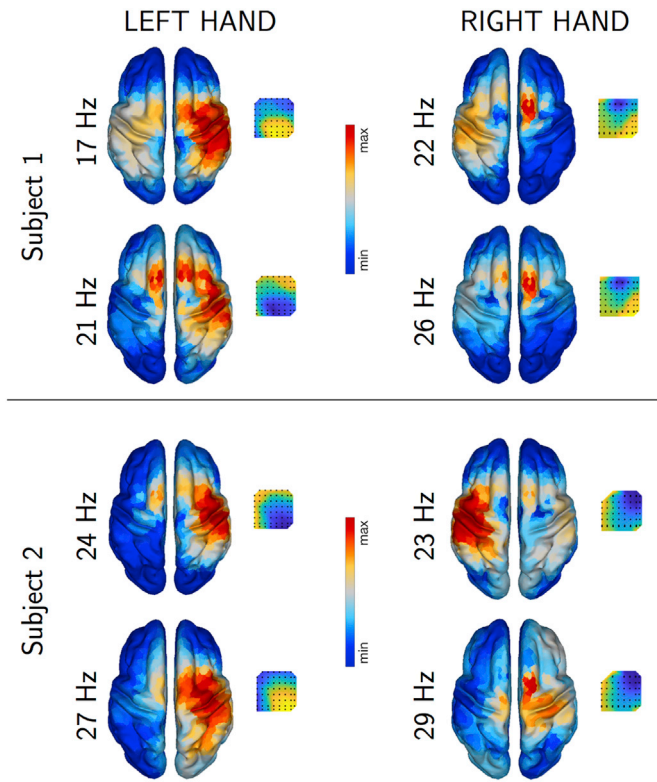 LEFT HAND
RIGHT HAND
Subject 1
17 Hz
max
min
22 Hz
21 Hz
26 Hz
Subject 2
24 Hz
max
min
23 Hz
27 Hz
29 Hz